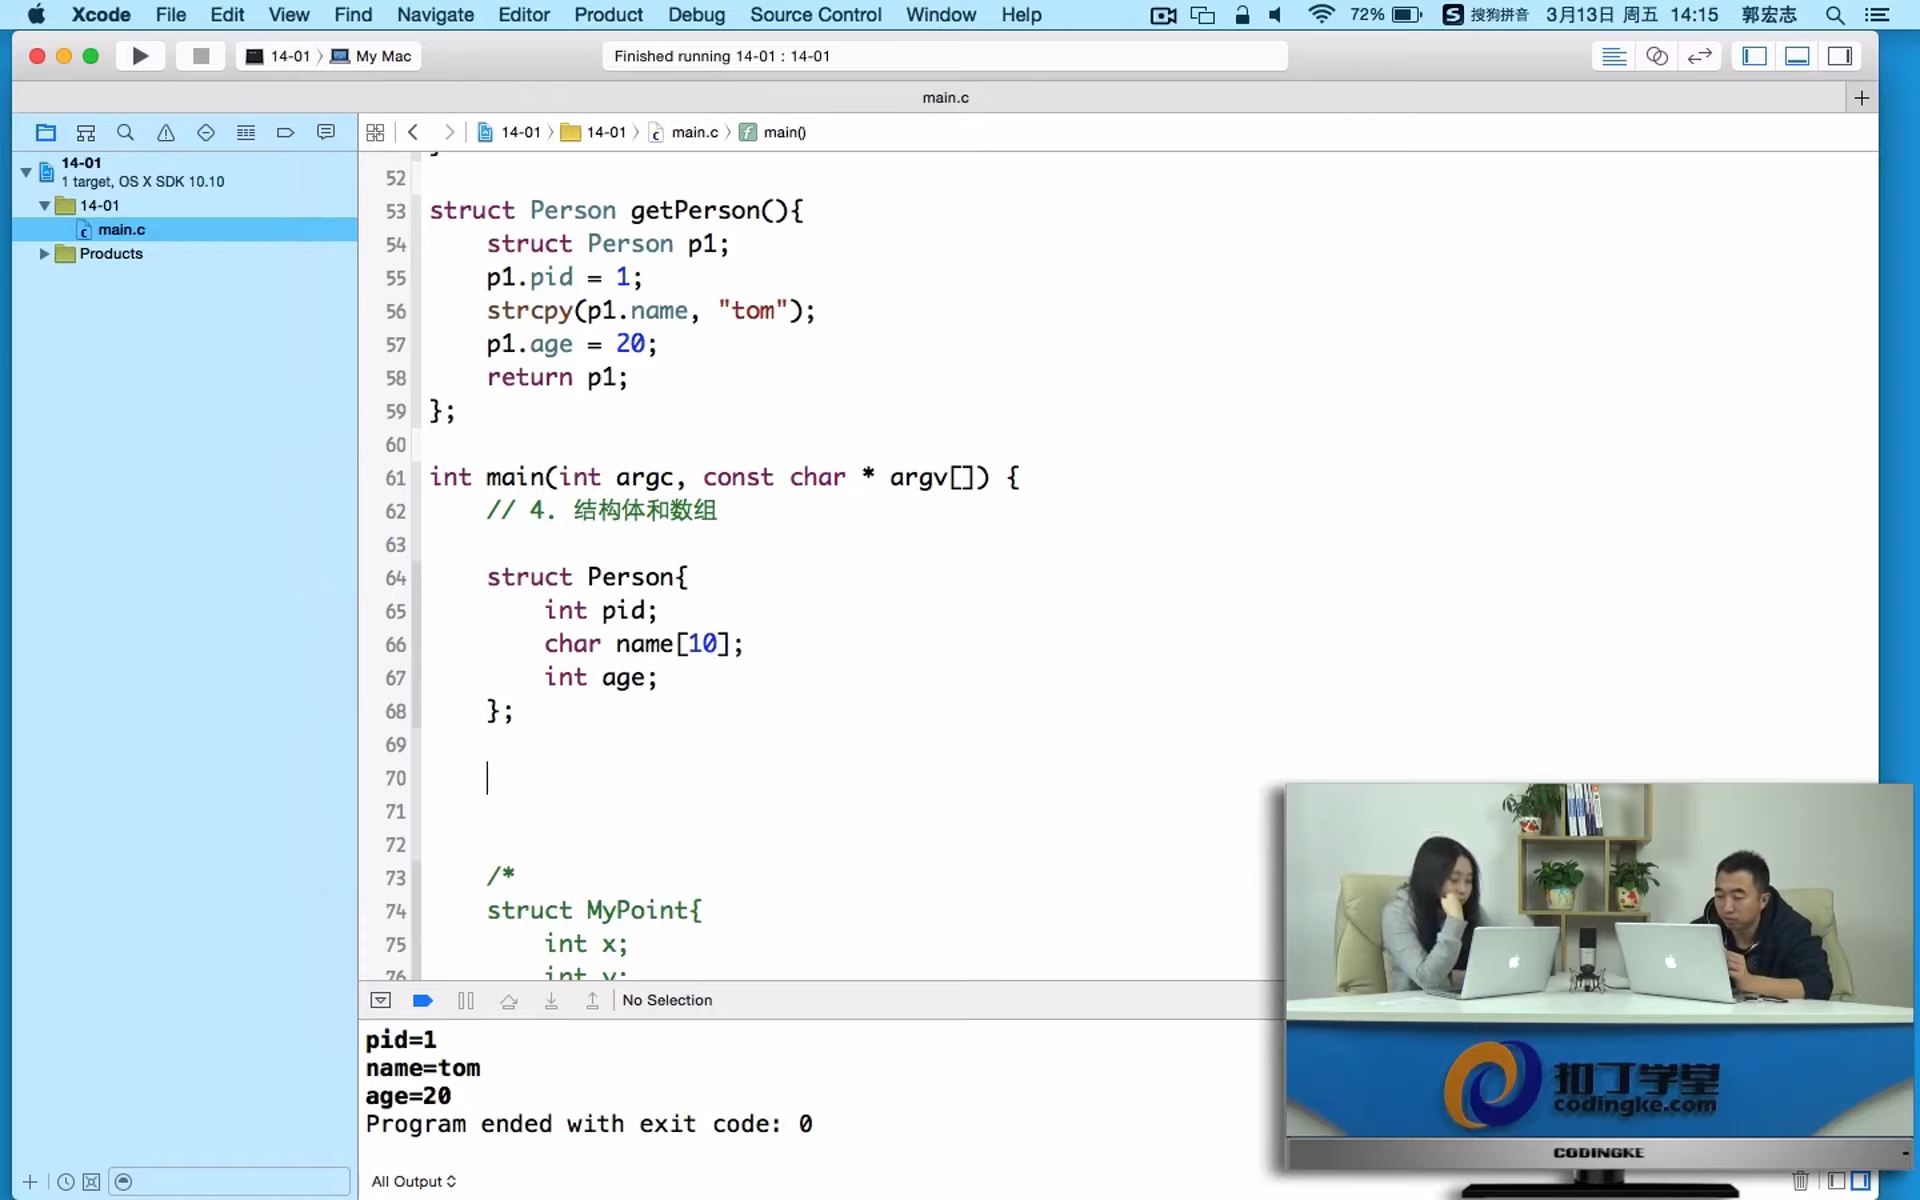 Xcode File Edit View Find Navigate Editor Product Debug Source Control Window Help 72% S 搜狗拼音 3月13日 周五 14:15 郭宏志
14-01 My Mac Finished running 14-01 : 14-01
main.c
14-01 14-01 main.c main()
14-01
1 target, OS X SDK 10.10
14-01
main.c
Products
52
53 struct Person getPerson(){
54 struct Person p1;
55 p1.pid = 1;
56 strcpy(p1.name, "tom");
57 p1.age = 20;
58 return p1;
59 };
60
61 int main(int argc, const char * argv[]) {
62 // 4. 结构体和数组
63
64 struct Person{
65 int pid;
66 char name[10];
67 int age;
68 };
69
70
71
72
73 /*
74 struct MyPoint{
75 int x;
76 int y;
No Selection
pid=1
name=tom
age=20
Program ended with exit code: 0
All Output
扣丁学堂
codingke.com
CODINGKE